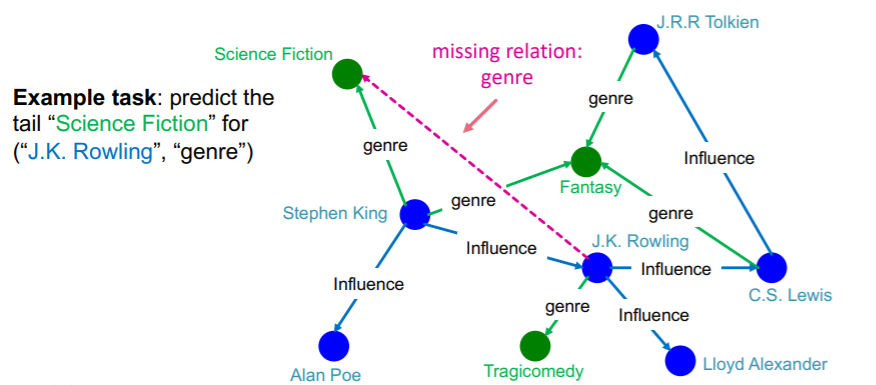 J.R.R Tolkien
Science Fiction
missing relation:
genre
Example task: predict the
tail “Science Fiction” for
(“J.K. Rowling”, “genre”)
genre
genre
Influence
Fantasy
genre
genre
Stephen King
J.K. Rowling
Influence
Influence
Influence
C.S. Lewis
genre
Influence
Alan Poe
Tragicomedy
Lloyd Alexander